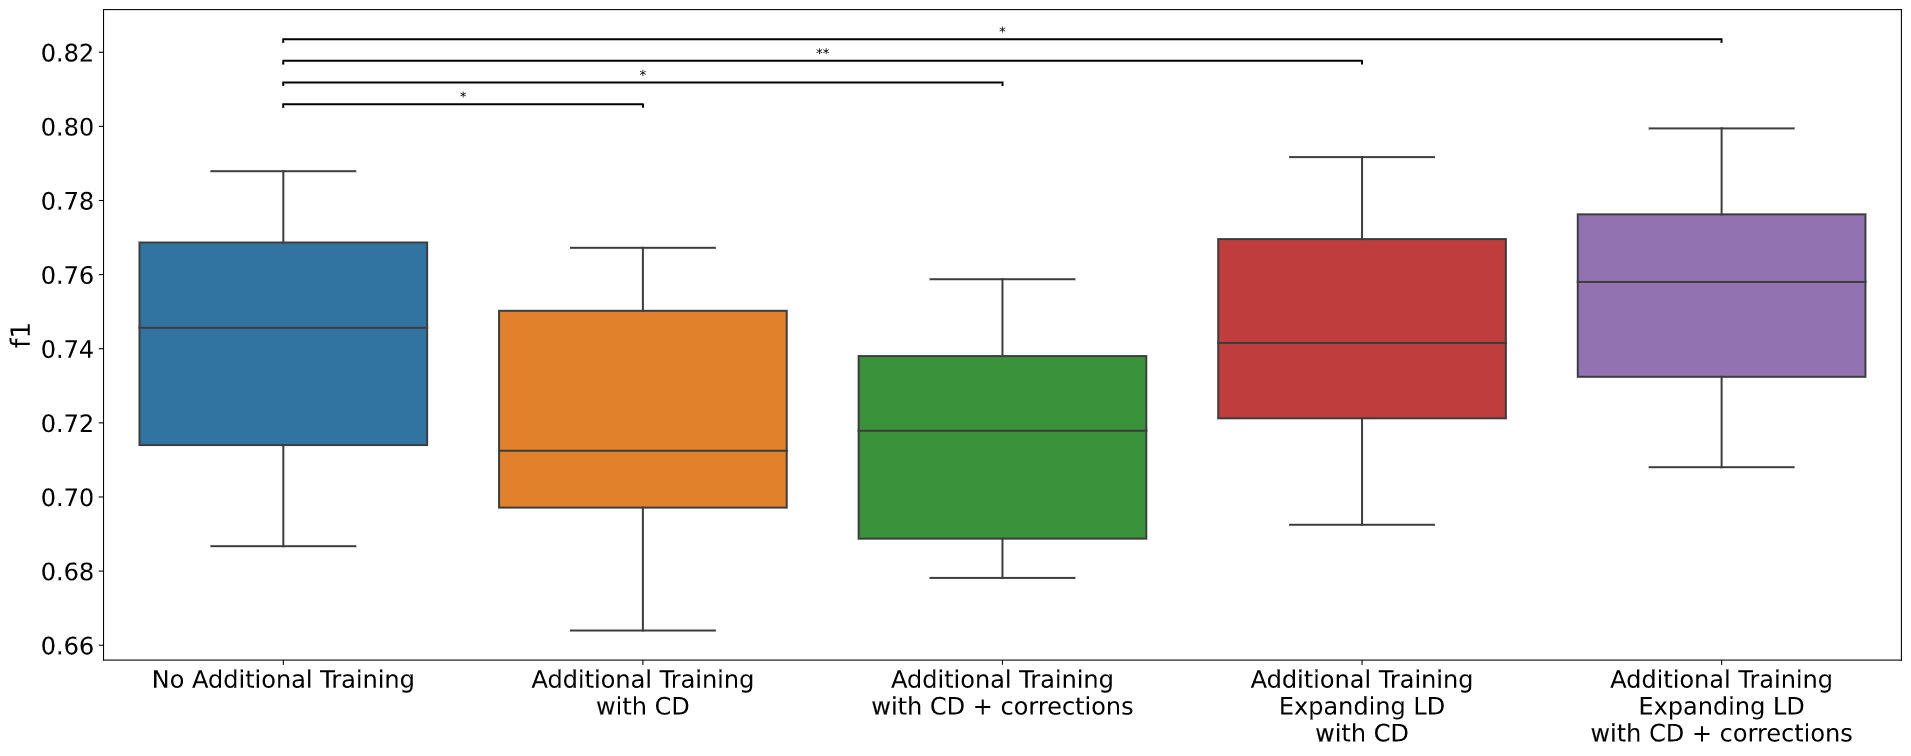 *
**
*
*
0.82
0.80
0.78
0.76
0.74
0.72
0.70
0.68
0.66
f1
No Additional Training
Additional Training
with CD
Additional Training
with CD + corrections
Additional Training
Expanding LD
with CD
Additional Training
Expanding LD
with CD + corrections